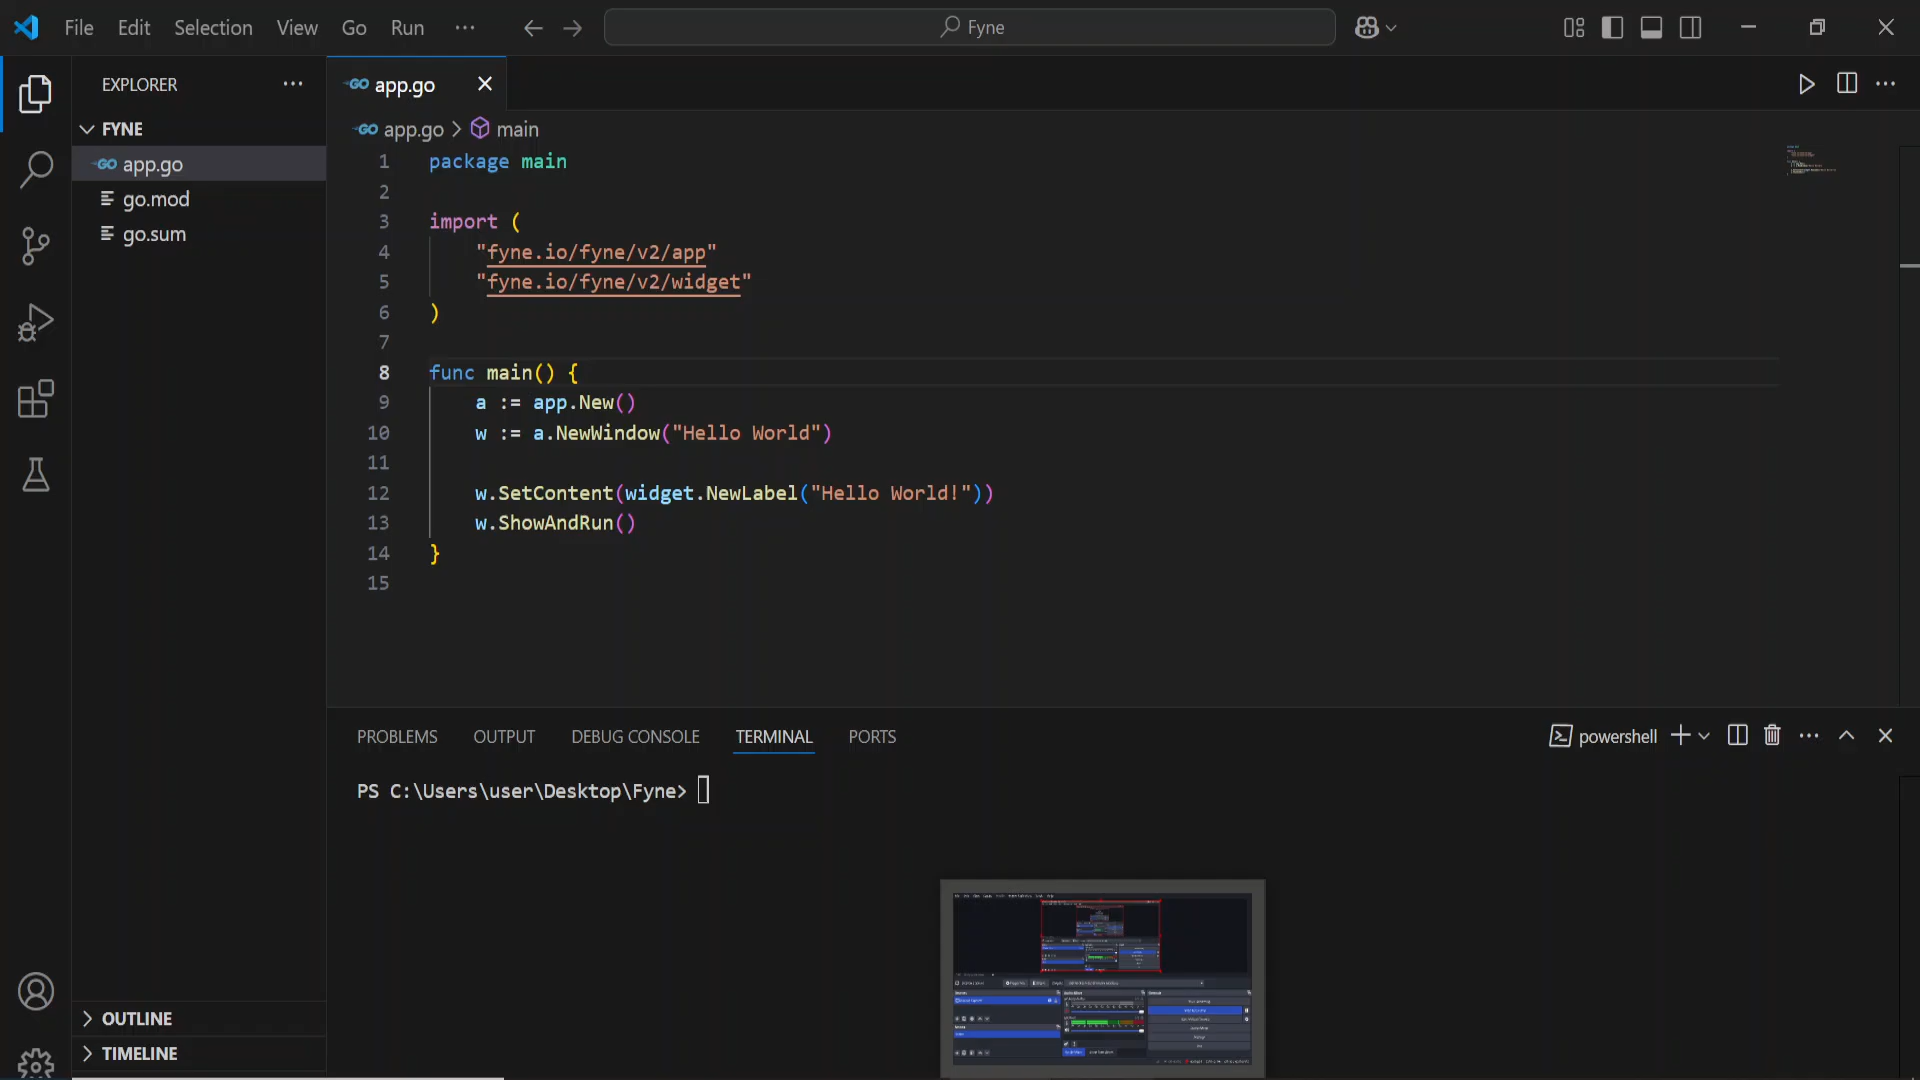 File Edit Selection View Go Run ··· Fyne
EXPLORER ···
FYNE
app.go
go.mod
go.sum
OUTLINE
TIMELINE
GO app.go
GO app.go > main
1 package main
2
3 import (
4 "fyne.io/fyne/v2/app"
5 "fyne.io/fyne/v2/widget"
6 )
7
8 func main() {
9 a := app.New()
10 w := a.NewWindow("Hello World")
11
12 w.SetContent(widget.NewLabel("Hello World!"))
13 w.ShowAndRun()
14 }
15
PROBLEMS OUTPUT DEBUG CONSOLE TERMINAL PORTS powershell
PS C:\Users\user\Desktop\Fyne>